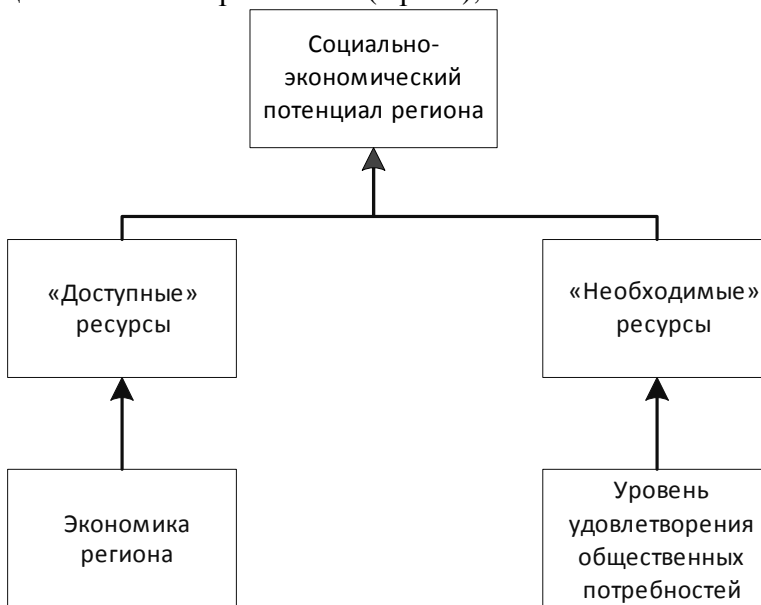 Социально-
экономический
потенциал региона
«Доступные»
ресурсы
«Необходимые»
ресурсы
Экономика
региона
Уровень
удовлетворения
общественных
потребностей